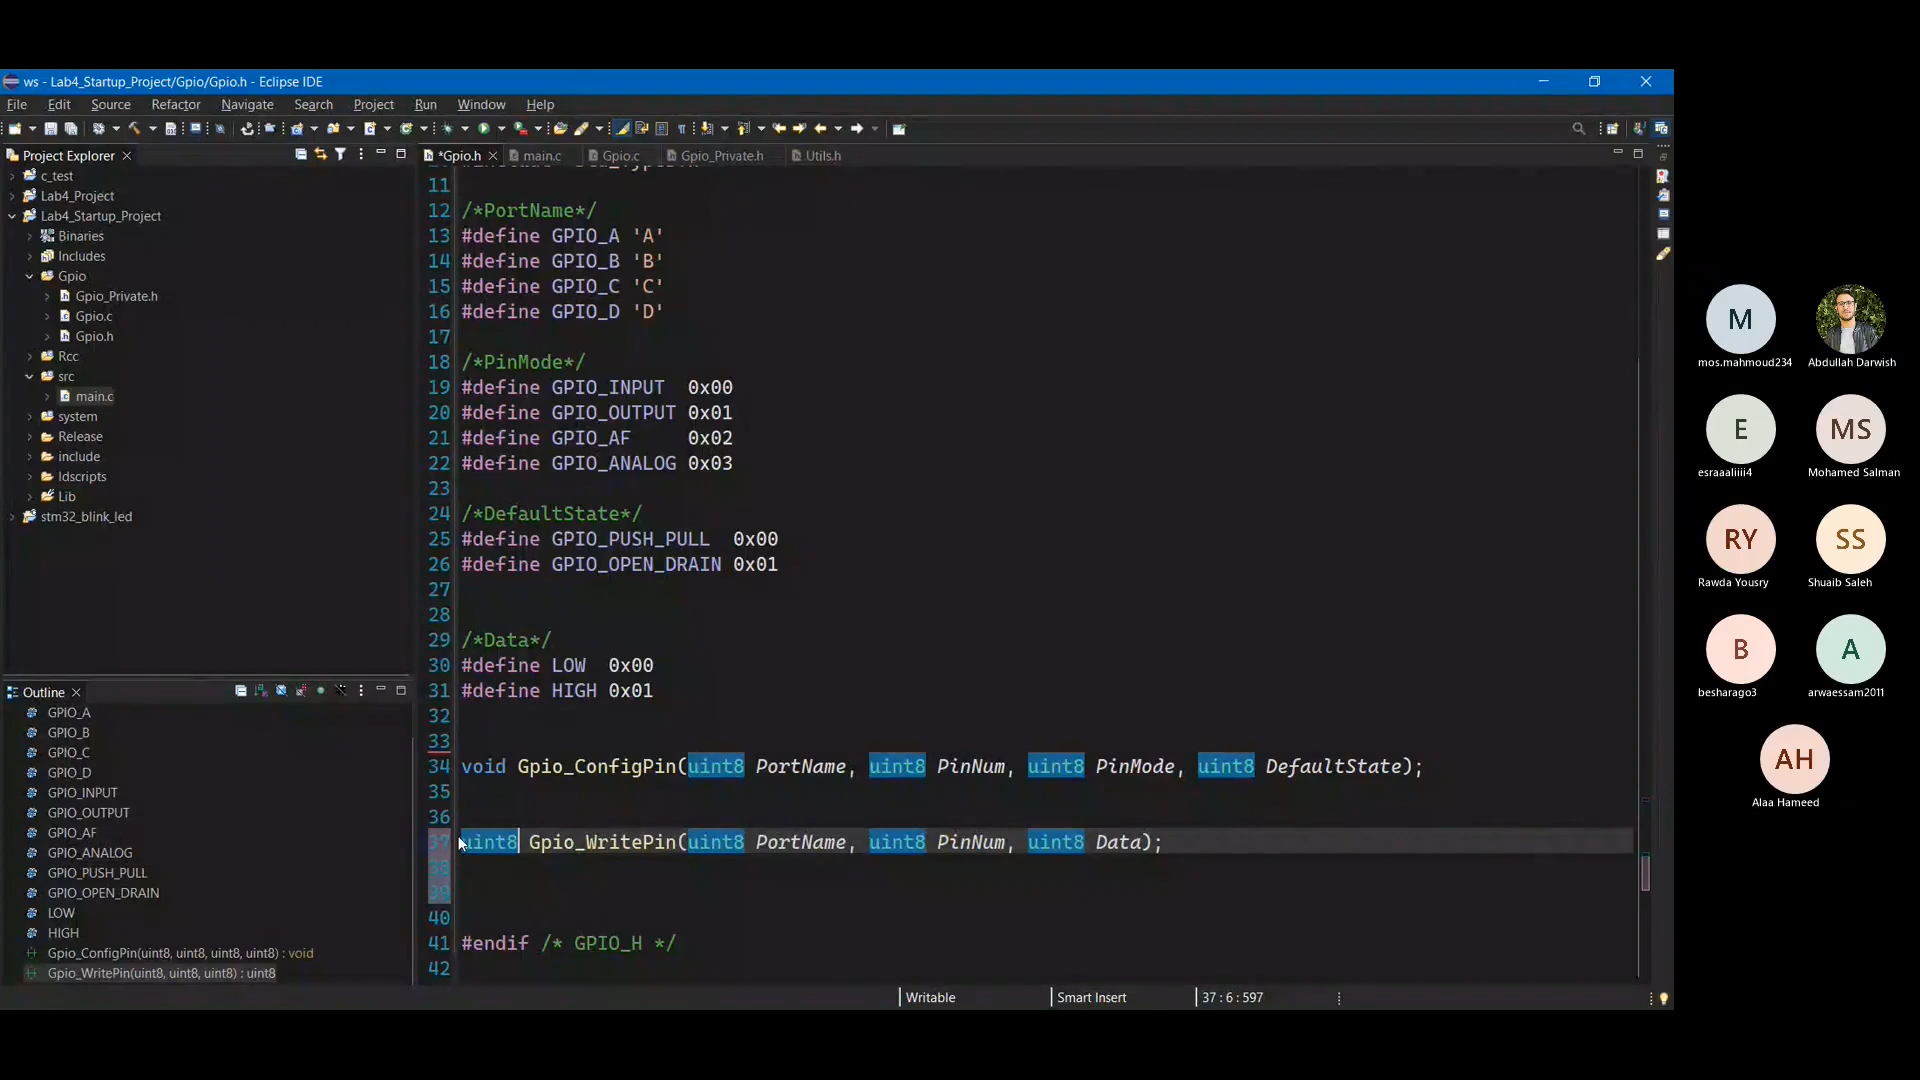 ws - Lab4_Startup_Project/Gpio/Gpio.h - Eclipse IDE
File Edit Source Refactor Navigate Search Project Run Window Help
Project Explorer
c_test
Lab4_Project
Lab4_Startup_Project
Binaries
Includes
Gpio
Gpio_Private.h
Gpio.c
Gpio.h
Rcc
src
main.c
system
Release
include
ldscripts
Lib
stm32_blink_led
Outline
GPIO_A
GPIO_B
GPIO_C
GPIO_D
GPIO_INPUT
GPIO_OUTPUT
GPIO_AF
GPIO_ANALOG
GPIO_PUSH_PULL
GPIO_OPEN_DRAIN
LOW
HIGH
Gpio_ConfigPin(uint8, uint8, uint8, uint8) : void
Gpio_WritePin(uint8, uint8, uint8) : uint8
*Gpio.h main.c Gpio.c Gpio_Private.h Utils.h
11
12 /*PortName*/
13 #define GPIO_A 'A'
14 #define GPIO_B 'B'
15 #define GPIO_C 'C'
16 #define GPIO_D 'D'
17
18 /*PinMode*/
19 #define GPIO_INPUT 0x00
20 #define GPIO_OUTPUT 0x01
21 #define GPIO_AF 0x02
22 #define GPIO_ANALOG 0x03
23
24 /*DefaultState*/
25 #define GPIO_PUSH_PULL 0x00
26 #define GPIO_OPEN_DRAIN 0x01
27
28
29 /*Data*/
30 #define LOW 0x00
31 #define HIGH 0x01
32
33
34 void Gpio_ConfigPin(uint8 PortName, uint8 PinNum, uint8 PinMode, uint8 DefaultState);
35
36
37 uint8 Gpio_WritePin(uint8 PortName, uint8 PinNum, uint8 Data);
38
39
40
41 #endif /* GPIO_H */
42
Writable Smart Insert 37 : 6 : 597
M
mos.mahmoud234
Abdullah Darwish
E
esraaaliiii4
MS
Mohamed Salman
RY
Rawda Yousry
SS
Shuaib Saleh
B
besharago3
A
arwaessam2011
AH
Alaa Hameed